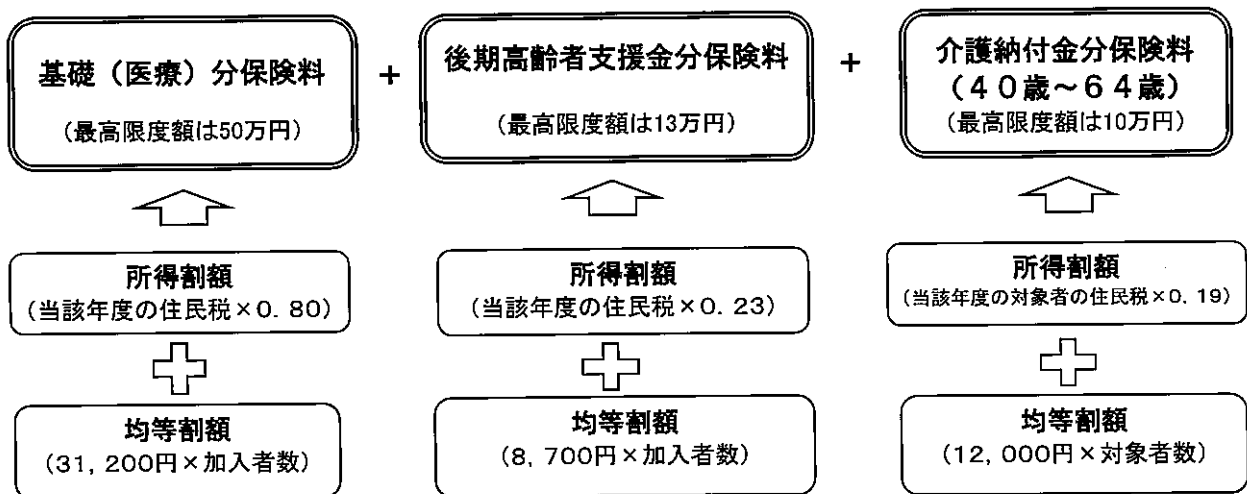 基礎（医療）分保険料
（最高限度額は50万円）
+
後期高齢者支援金分保険料
（最高限度額は13万円）
+
介護納付金分保険料
（４０歳～６４歳）
（最高限度額は10万円）
所得割額
（当該年度の住民税×0. 80）
所得割額
（当該年度の住民税×0. 23）
所得割額
（当該年度の対象者の住民税×0. 19）
均等割額
（31, 200円×加入者数）
均等割額
（8, 700円×加入者数）
均等割額
（12, 000円×対象者数）